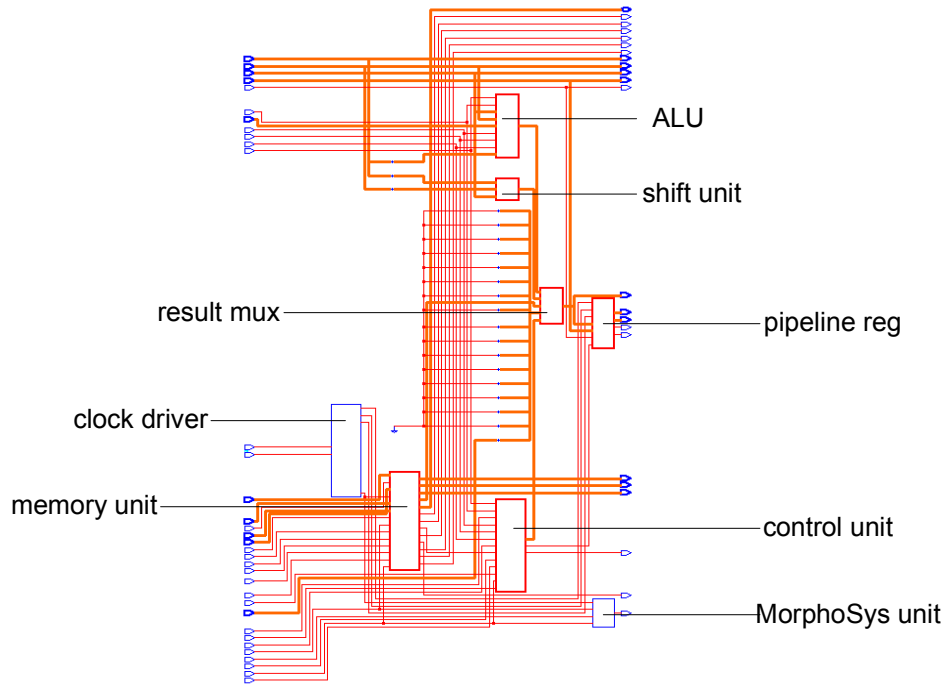 ALU
shift unit
result mux
pipeline reg
clock driver
memory unit
control unit
MorphoSys unit